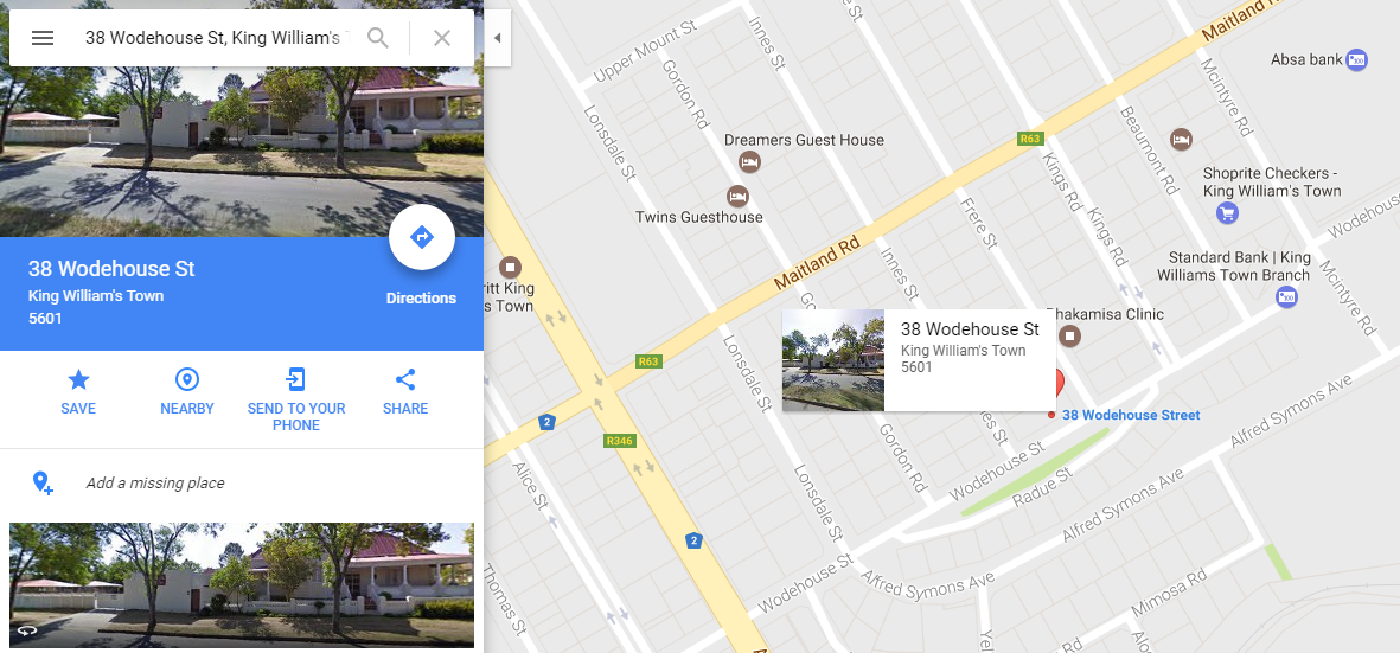 38 Wodehouse St, King William's
38 Wodehouse St
King William's Town
5601
Directions
SAVE
NEARBY
SEND TO YOUR
PHONE
SHARE
Add a missing place
Maitland
Absa bank
Upper Mount St
Innes St
Gordon Rd
Lonsdale St
McIntyre Rd
Beaumont Rd
Dreamers Guest House
R63
Kings Rd
Shoprite Checkers -
King William's Town
Twins Guesthouse
Frere St
Kings Rd
Maitland Rd
Innes St
Standard Bank | King
Williams Town Branch
McIntyre Rd
ritt King
s Town
38 Wodehouse St
King William's Town
5601
hakamisa Clinic
R63
Lonsdale St
38 Wodehouse Street
2
R346
Gordon Rd
Alfred Symons Ave
Alice St
Lonsdale St
Wodehouse St
Radue St
Alfred Symons Ave
2
Thomas St
Wodehouse St
Alfred Symons Ave
Mimosa Rd